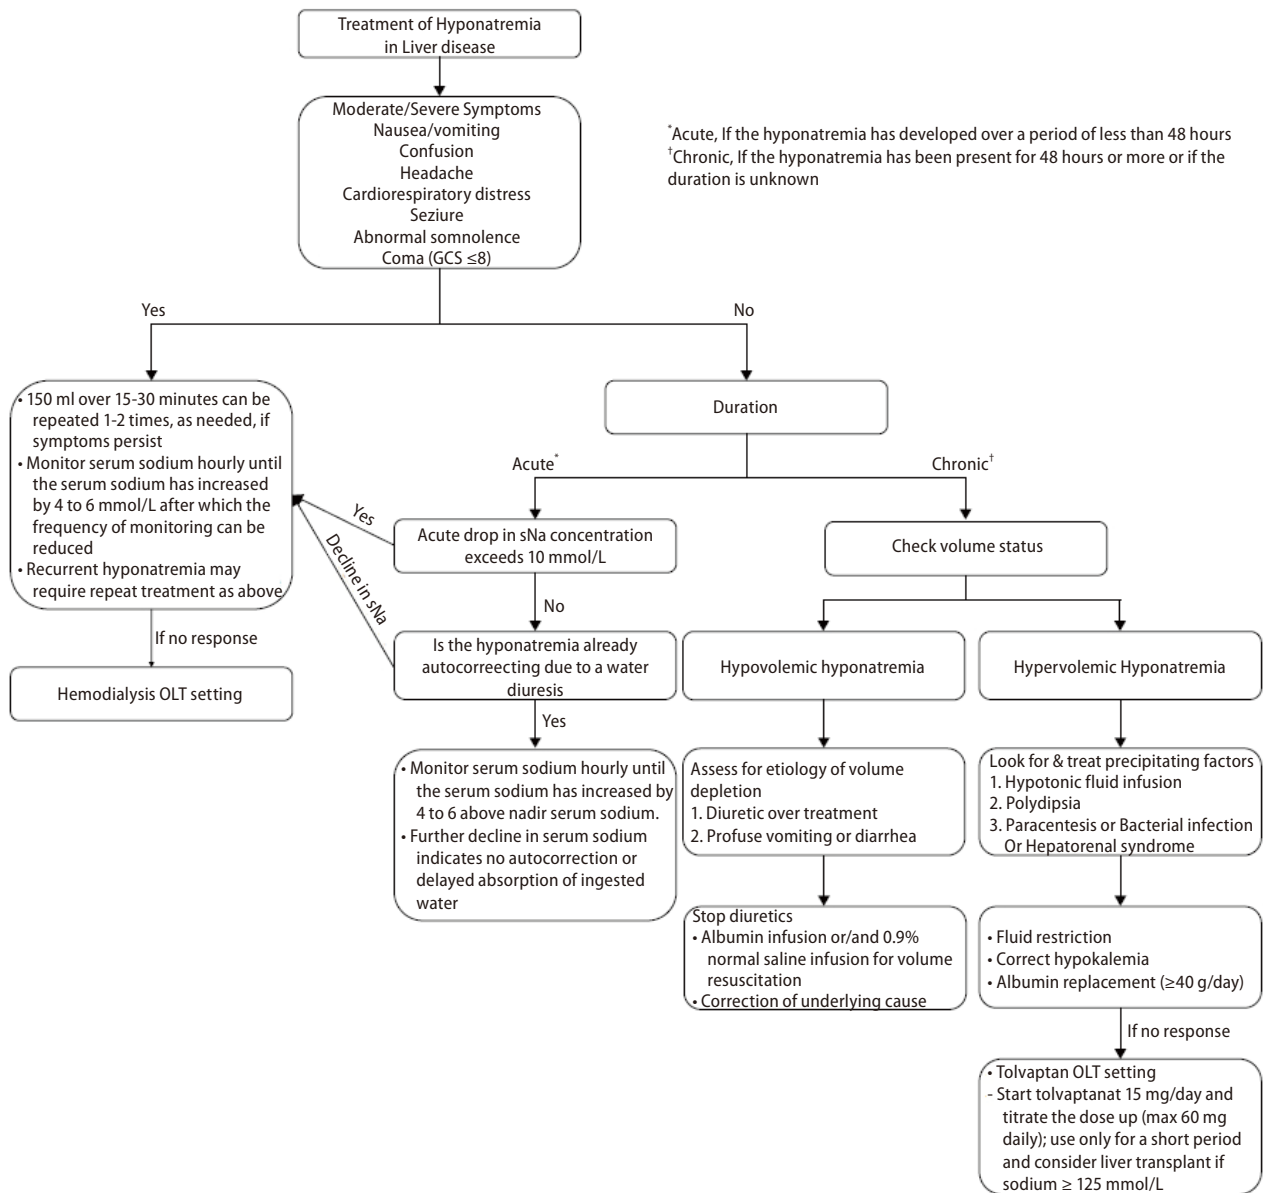 Treatment of Hyponatremia
in Liver disease
Moderate/Severe Symptoms
Nausea/vomiting
Confusion
Headache
Cardiorespiratory distress
Seziure
Abnormal somnolence
Coma (GCS ≤8)
*Acute, If the hyponatremia has developed over a period of less than 48 hours
†Chronic, If the hyponatremia has been present for 48 hours or more or if the
duration is unknown
Yes
No
• 150 ml over 15-30 minutes can be
repeated 1-2 times, as needed, if
symptoms persist
• Monitor serum sodium hourly until
the serum sodium has increased
by 4 to 6 mmol/L after which the
frequency of monitoring can be
reduced
• Recurrent hyponatremia may
require repeat treatment as above
If no response
Hemodialysis OLT setting
Duration
Acute*
Chronic†
Acute drop in sNa concentration
exceeds 10 mmol/L
Yes
Decline in sNa
No
Is the hyponatremia already
autocorreecting due to a water
diuresis
Yes
• Monitor serum sodium hourly until
the serum sodium has increased by
4 to 6 above nadir serum sodium.
• Further decline in serum sodium
indicates no autocorrection or
delayed absorption of ingested
water
Check volume status
Hypovolemic hyponatremia
Assess for etiology of volume
depletion
1. Diuretic over treatment
2. Profuse vomiting or diarrhea
Stop diuretics
• Albumin infusion or/and 0.9%
normal saline infusion for volume
resuscitation
• Correction of underlying cause
Hypervolemic Hyponatremia
Look for & treat precipitating factors
1. Hypotonic fluid infusion
2. Polydipsia
3. Paracentesis or Bacterial infection
Or Hepatorenal syndrome
• Fluid restriction
• Correct hypokalemia
• Albumin replacement (≥40 g/day)
If no response
• Tolvaptan OLT setting
- Start tolvaptanat 15 mg/day and
titrate the dose up (max 60 mg
daily); use only for a short period
and consider liver transplant if
sodium ≥ 125 mmol/L